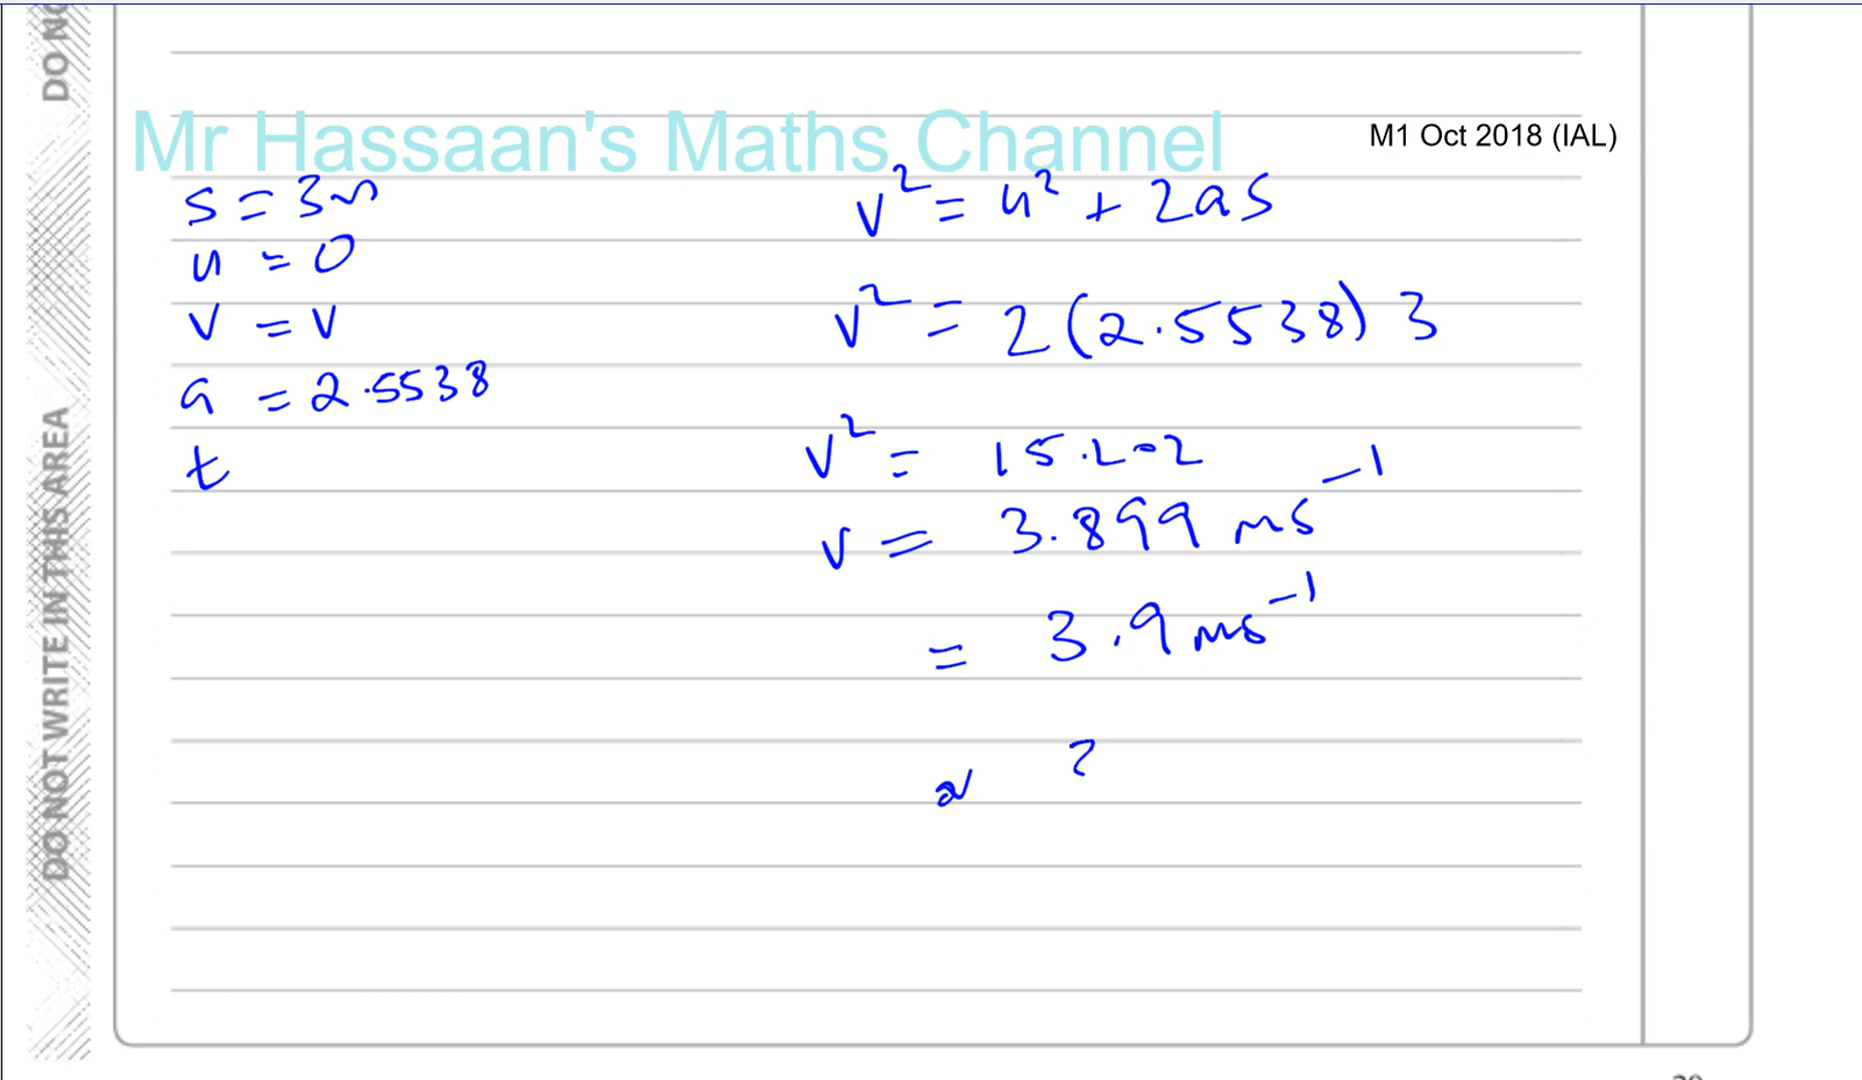 DO NO
Mr Hassaan's Maths Channel
M1 Oct 2018 (IAL)
s = 3m
u = 0
v = v
a = 2.5538
t
v² = u² + 2as
v² = 2(2.5538)3
v² = 15.202
v = 3.899 ms⁻¹
= 3.9 ms⁻¹
DO NOT WRITE IN THIS AREA